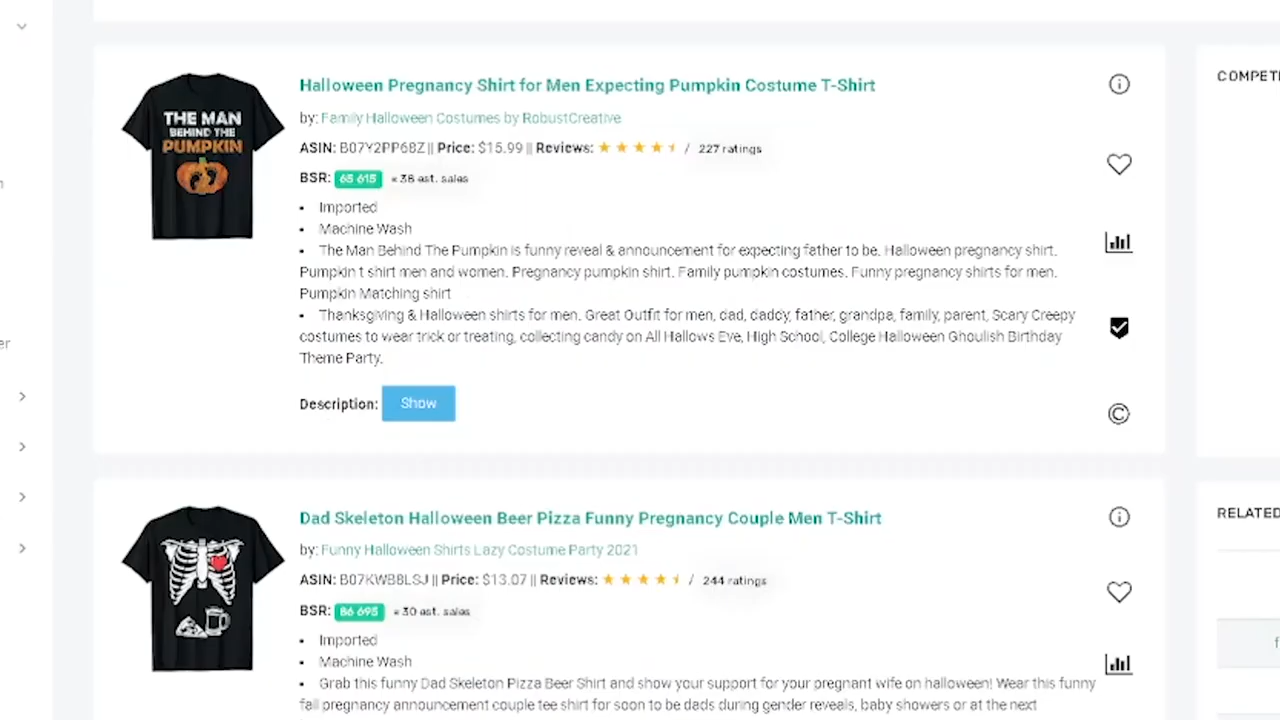 COMPET
Halloween Pregnancy Shirt for Men Expecting Pumpkin Costume T-Shirt
by: Family Halloween Costumes by RobustCreative
ASIN: B07Y2PP68Z || Price: $15.99 || Reviews: / 227 ratings
BSR: 65 615 ≈ 38 est. sales
• Imported
• Machine Wash
• The Man Behind The Pumpkin is funny reveal & announcement for expecting father to be. Halloween pregnancy shirt.
Pumpkin t shirt men and women. Pregnancy pumpkin shirt. Family pumpkin costumes. Funny pregnancy shirts for men.
Pumpkin Matching shirt
• Thanksgiving & Halloween shirts for men. Great Outfit for men, dad, daddy, father, grandpa, family, parent, Scary Creepy
costumes to wear trick or treating, collecting candy on All Hallows Eve, High School, College Halloween Ghoulish Birthday
Theme Party.
Description: Show
THE MAN
BEHIND THE
PUMPKIN
er
RELATED
Dad Skeleton Halloween Beer Pizza Funny Pregnancy Couple Men T-Shirt
by: Funny Halloween Shirts Lazy Costume Party 2021
ASIN: B07KWB8LSJ || Price: $13.07 || Reviews: / 244 ratings
BSR: 86 695 ≈ 30 est. sales
• Imported
• Machine Wash
• Grab this funny Dad Skeleton Pizza Beer Shirt and show your support for your pregnant wife on halloween! Wear this funny
fall pregnancy announcement couple tee shirt for soon to be dads during gender reveals, baby showers or at the next